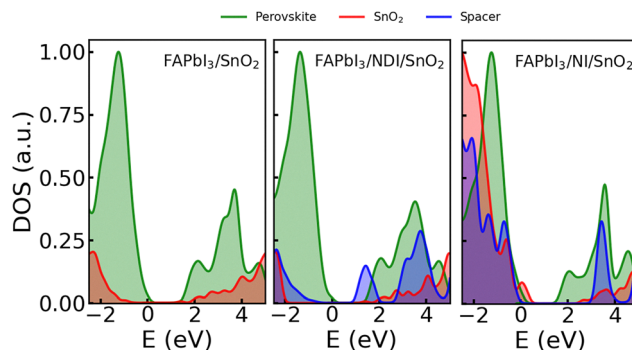 Perovskite SnO₂ Spacer
FAPbI₃/SnO₂ FAPbI₃/NDI/SnO₂ FAPbI₃/NI/SnO₂
DOS (a.u.)
1.00
0.75
0.50
0.25
0.00
−2 0 2 4 −2 0 2 4 −2 0 2 4
E (eV) E (eV) E (eV)